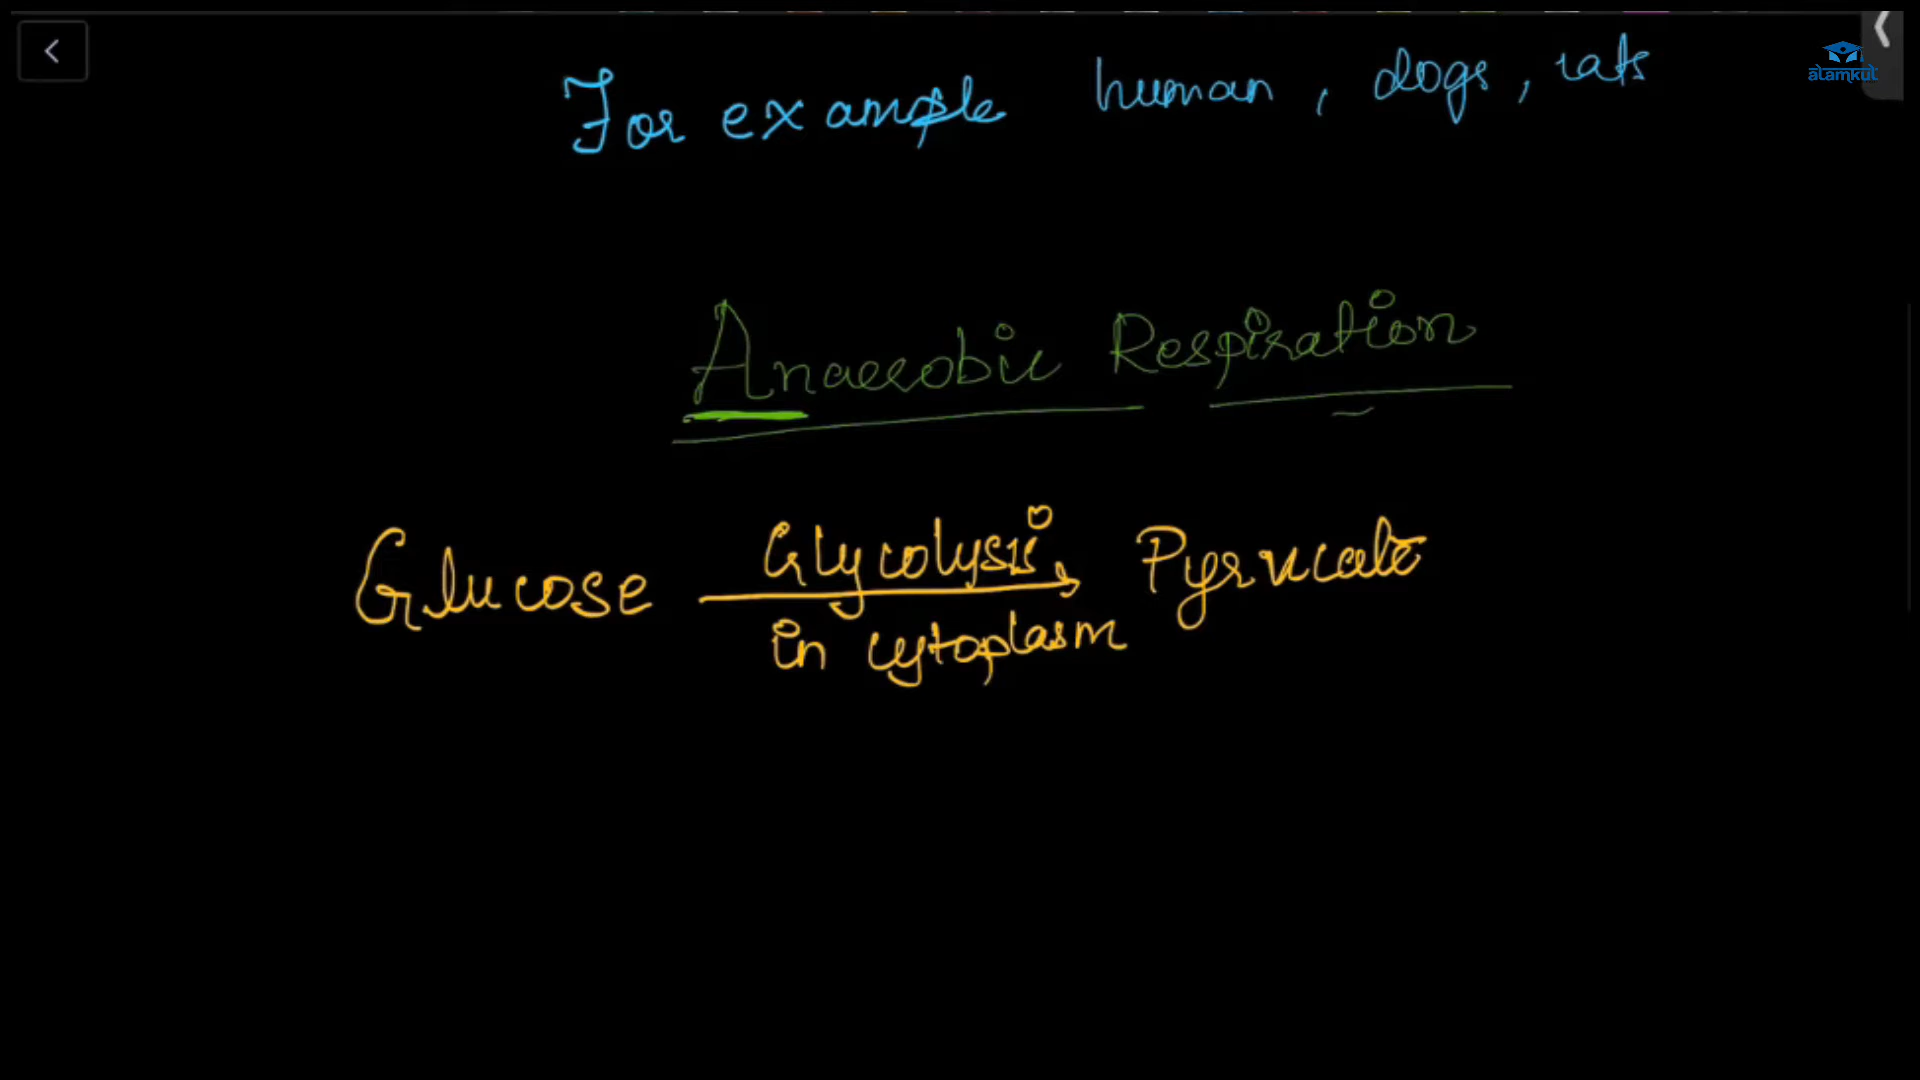 alamkul
For example human, dogs, rats
Anaerobic Respiration
Glucose Glycolysis Pyruvate
in cytoplasm